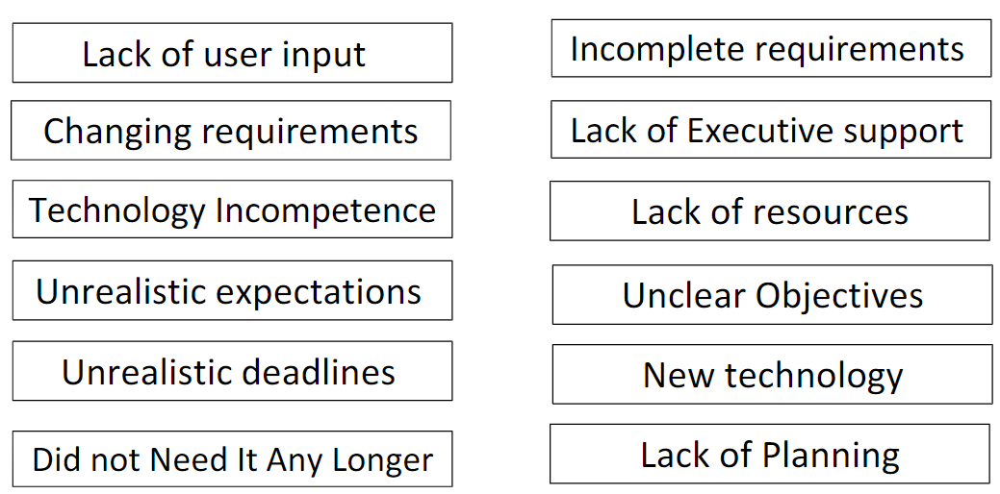 Lack of user input
Changing requirements
Technology Incompetence
Unrealistic expectations
Unrealistic deadlines
Did not Need It Any Longer
Incomplete requirements
Lack of Executive support
Lack of resources
Unclear Objectives
New technology
Lack of Planning